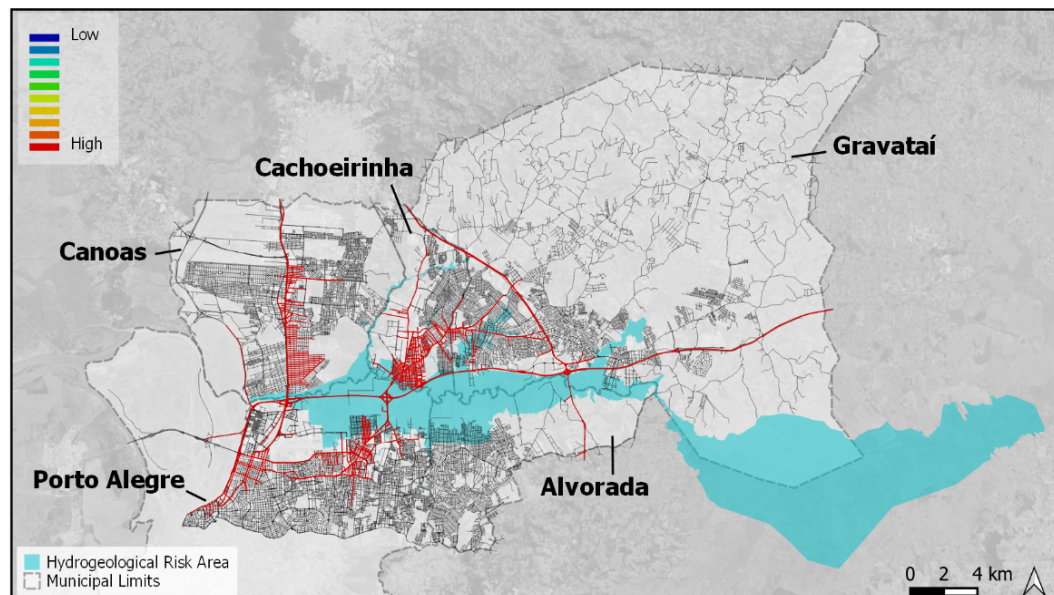 Low
High
Gravataí
Cachoeirinha
Canoas
Porto Alegre
Alvorada
Hydrogeological Risk Area
Municipal Limits
0 2 4 km